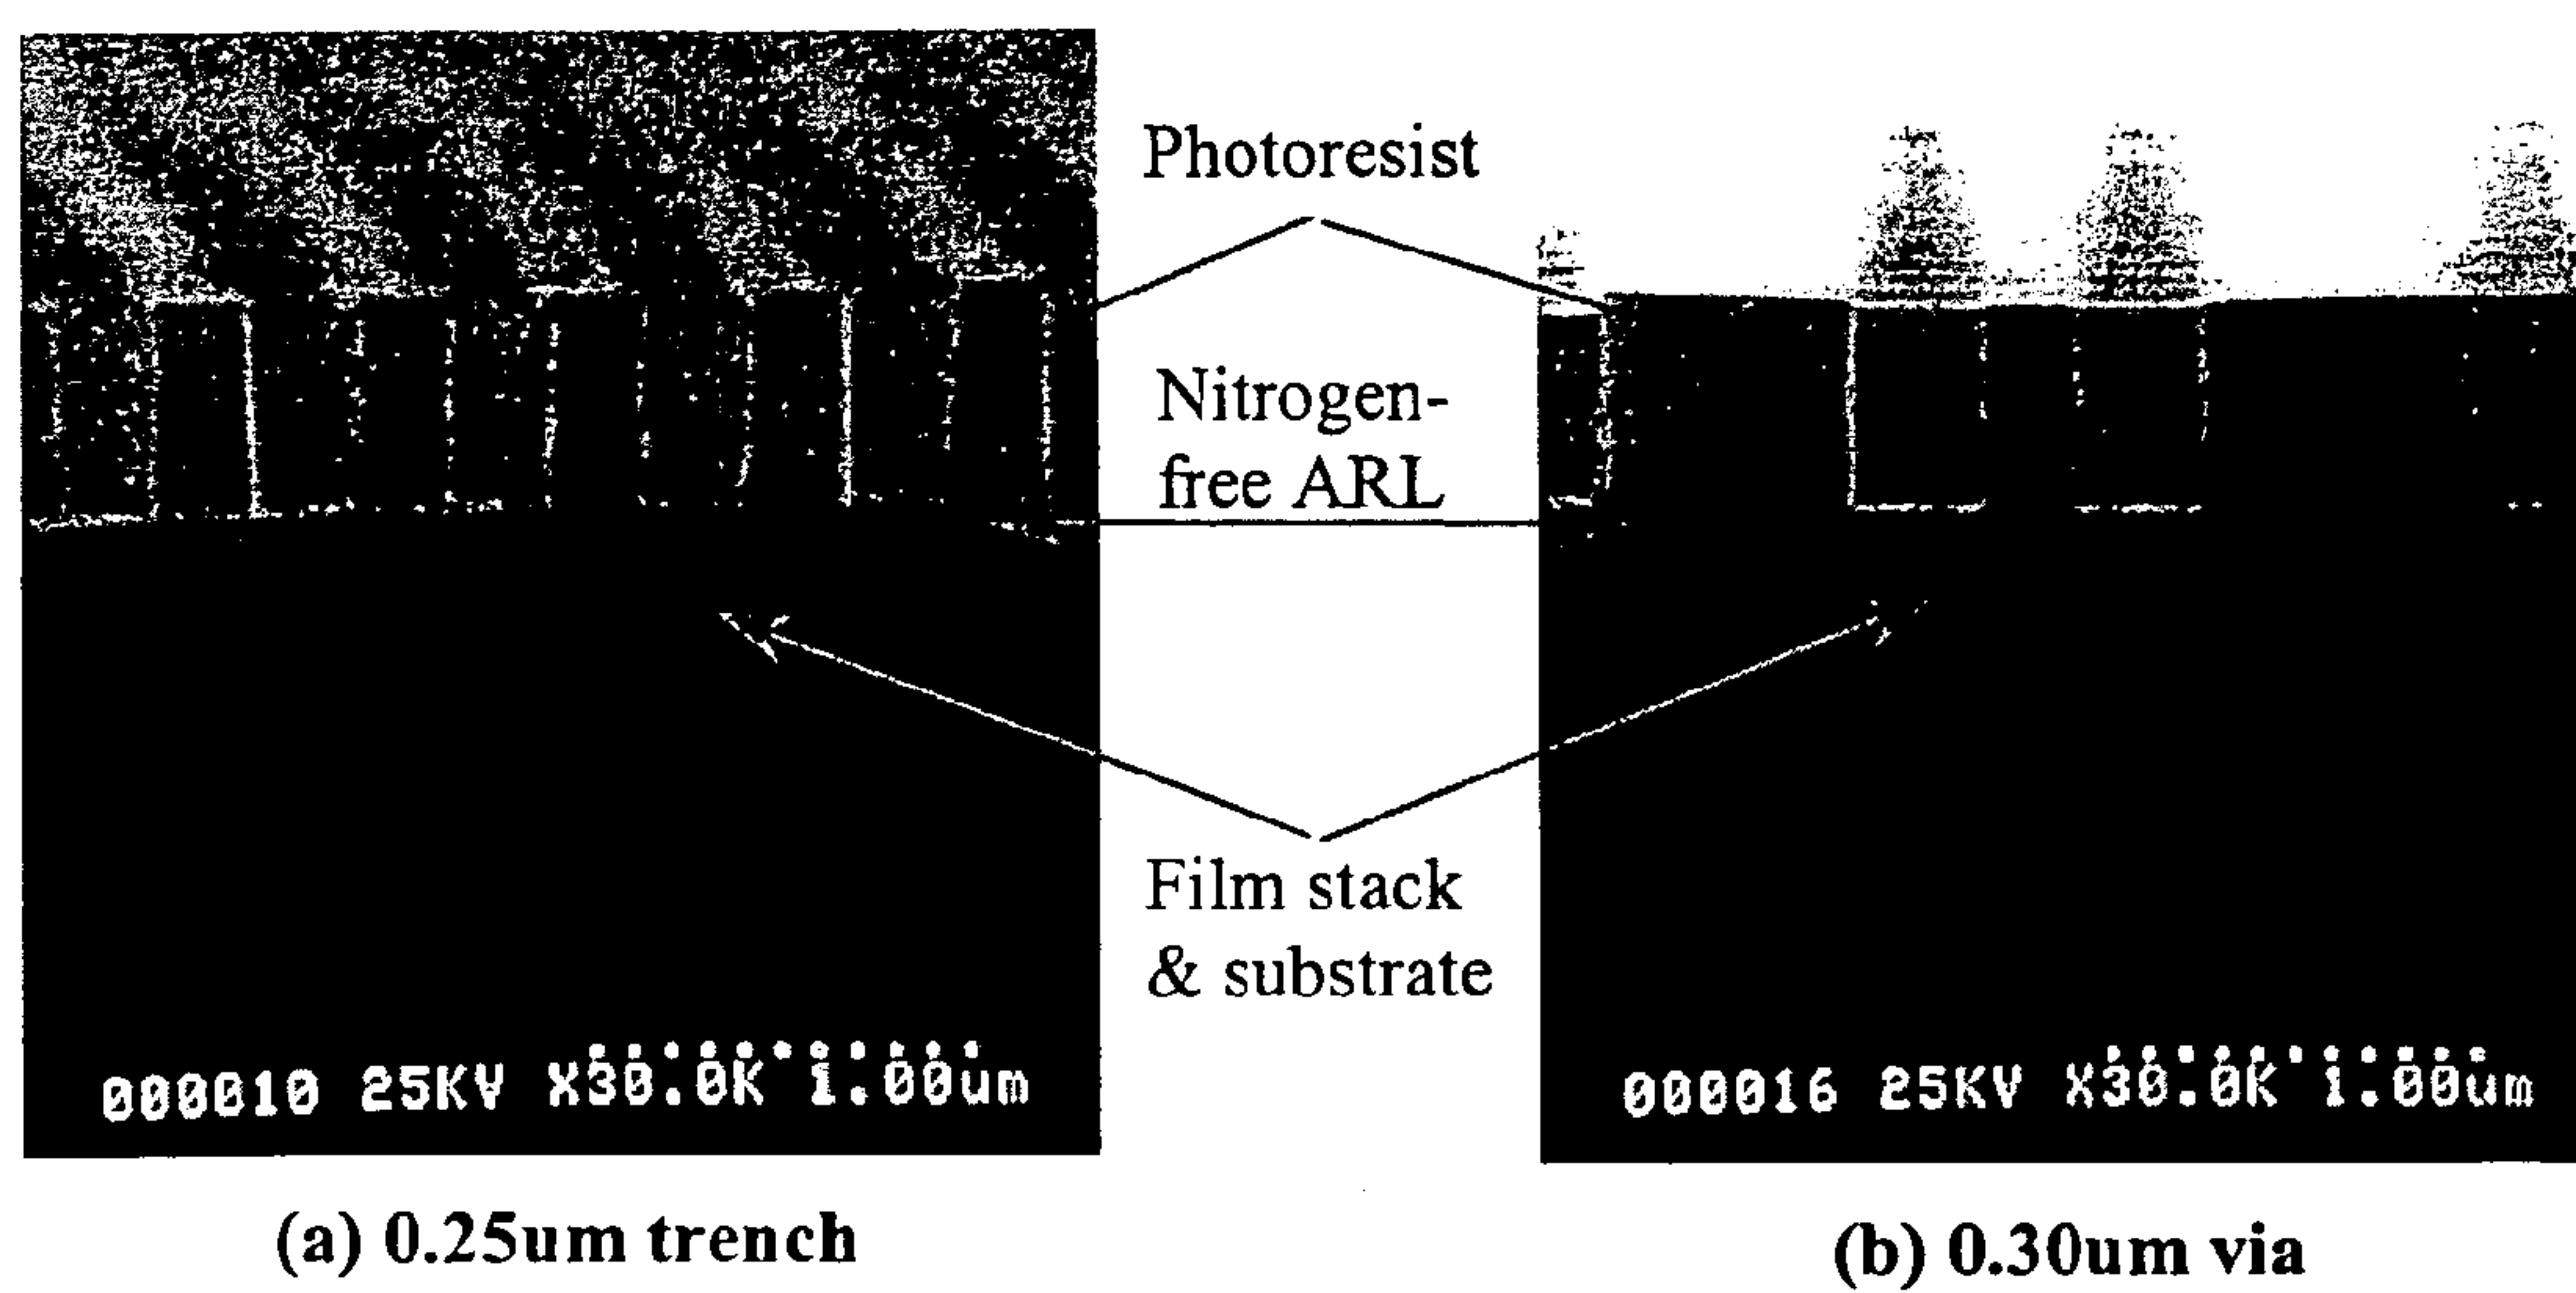 Photoresist
Nitrogen-
free ARL
Film stack
& substrate
000010 25KV X30.0K 1.00um
000016 25KV X30.0K 1.00um
(a) 0.25um trench
(b) 0.30um via